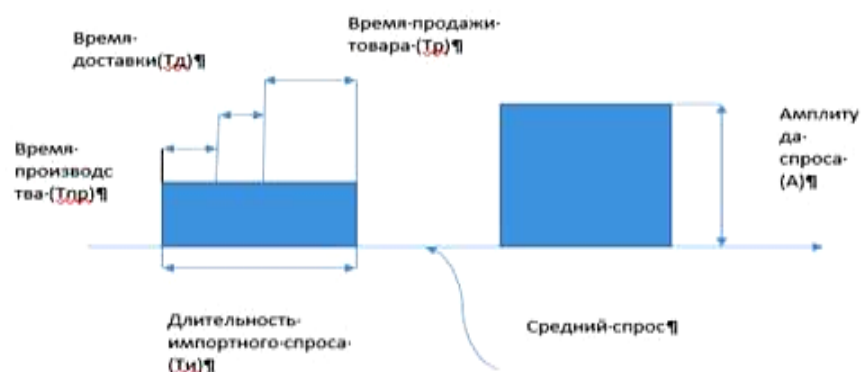 Время-
доставки(Тд)¶
Время-продажи-
товара-(Тр)¶
Время-
производс
тва-(Тпр)¶
Амплиту
да-
спроса-
(А)¶
Длительность-
импортного-спроса-
(Ти)¶
Средний-спрос¶